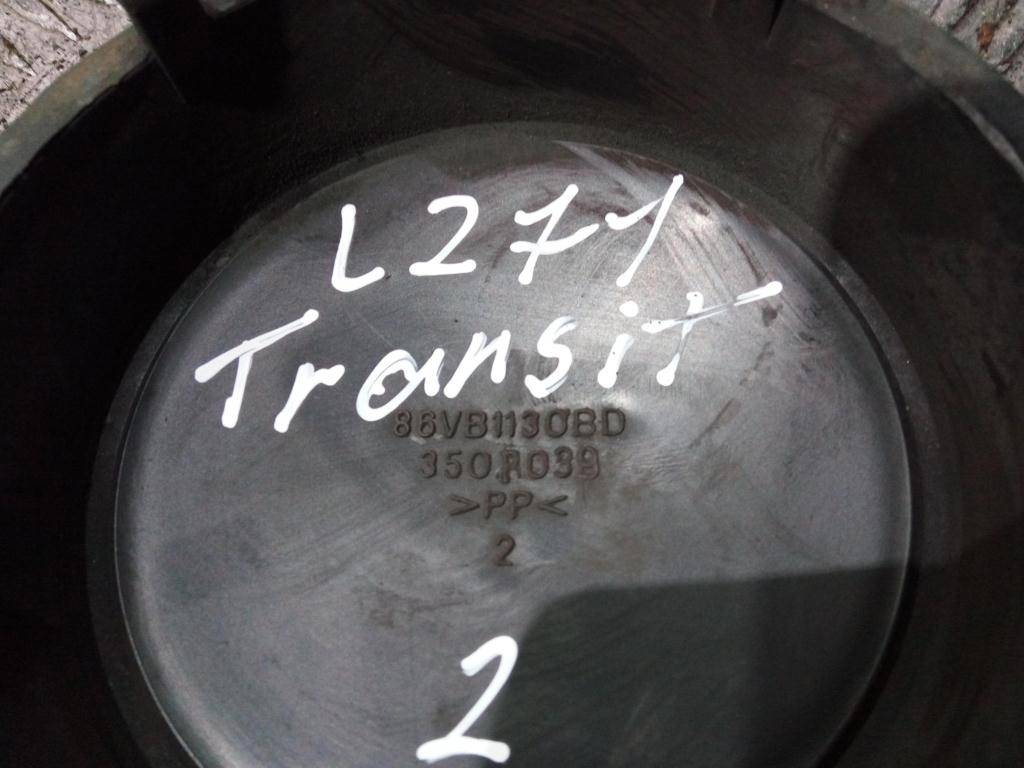 L271
Transit
86VB1130BD
350R039
>PP<
2
2